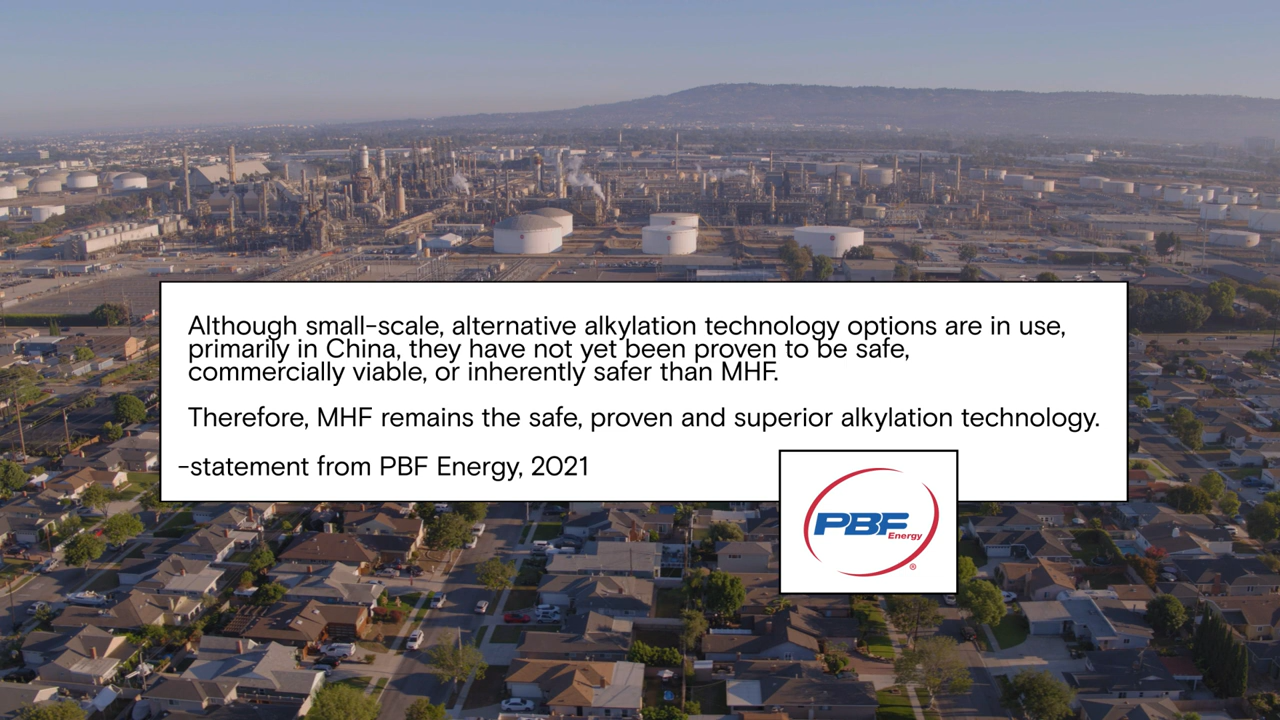 Although small-scale, alternative alkylation technology options are in use,
primarily in China, they have not yet been proven to be safe,
commercially viable, or inherently safer than MHF.
Therefore, MHF remains the safe, proven and superior alkylation technology.
-statement from PBF Energy, 2021
PBF
Energy
®